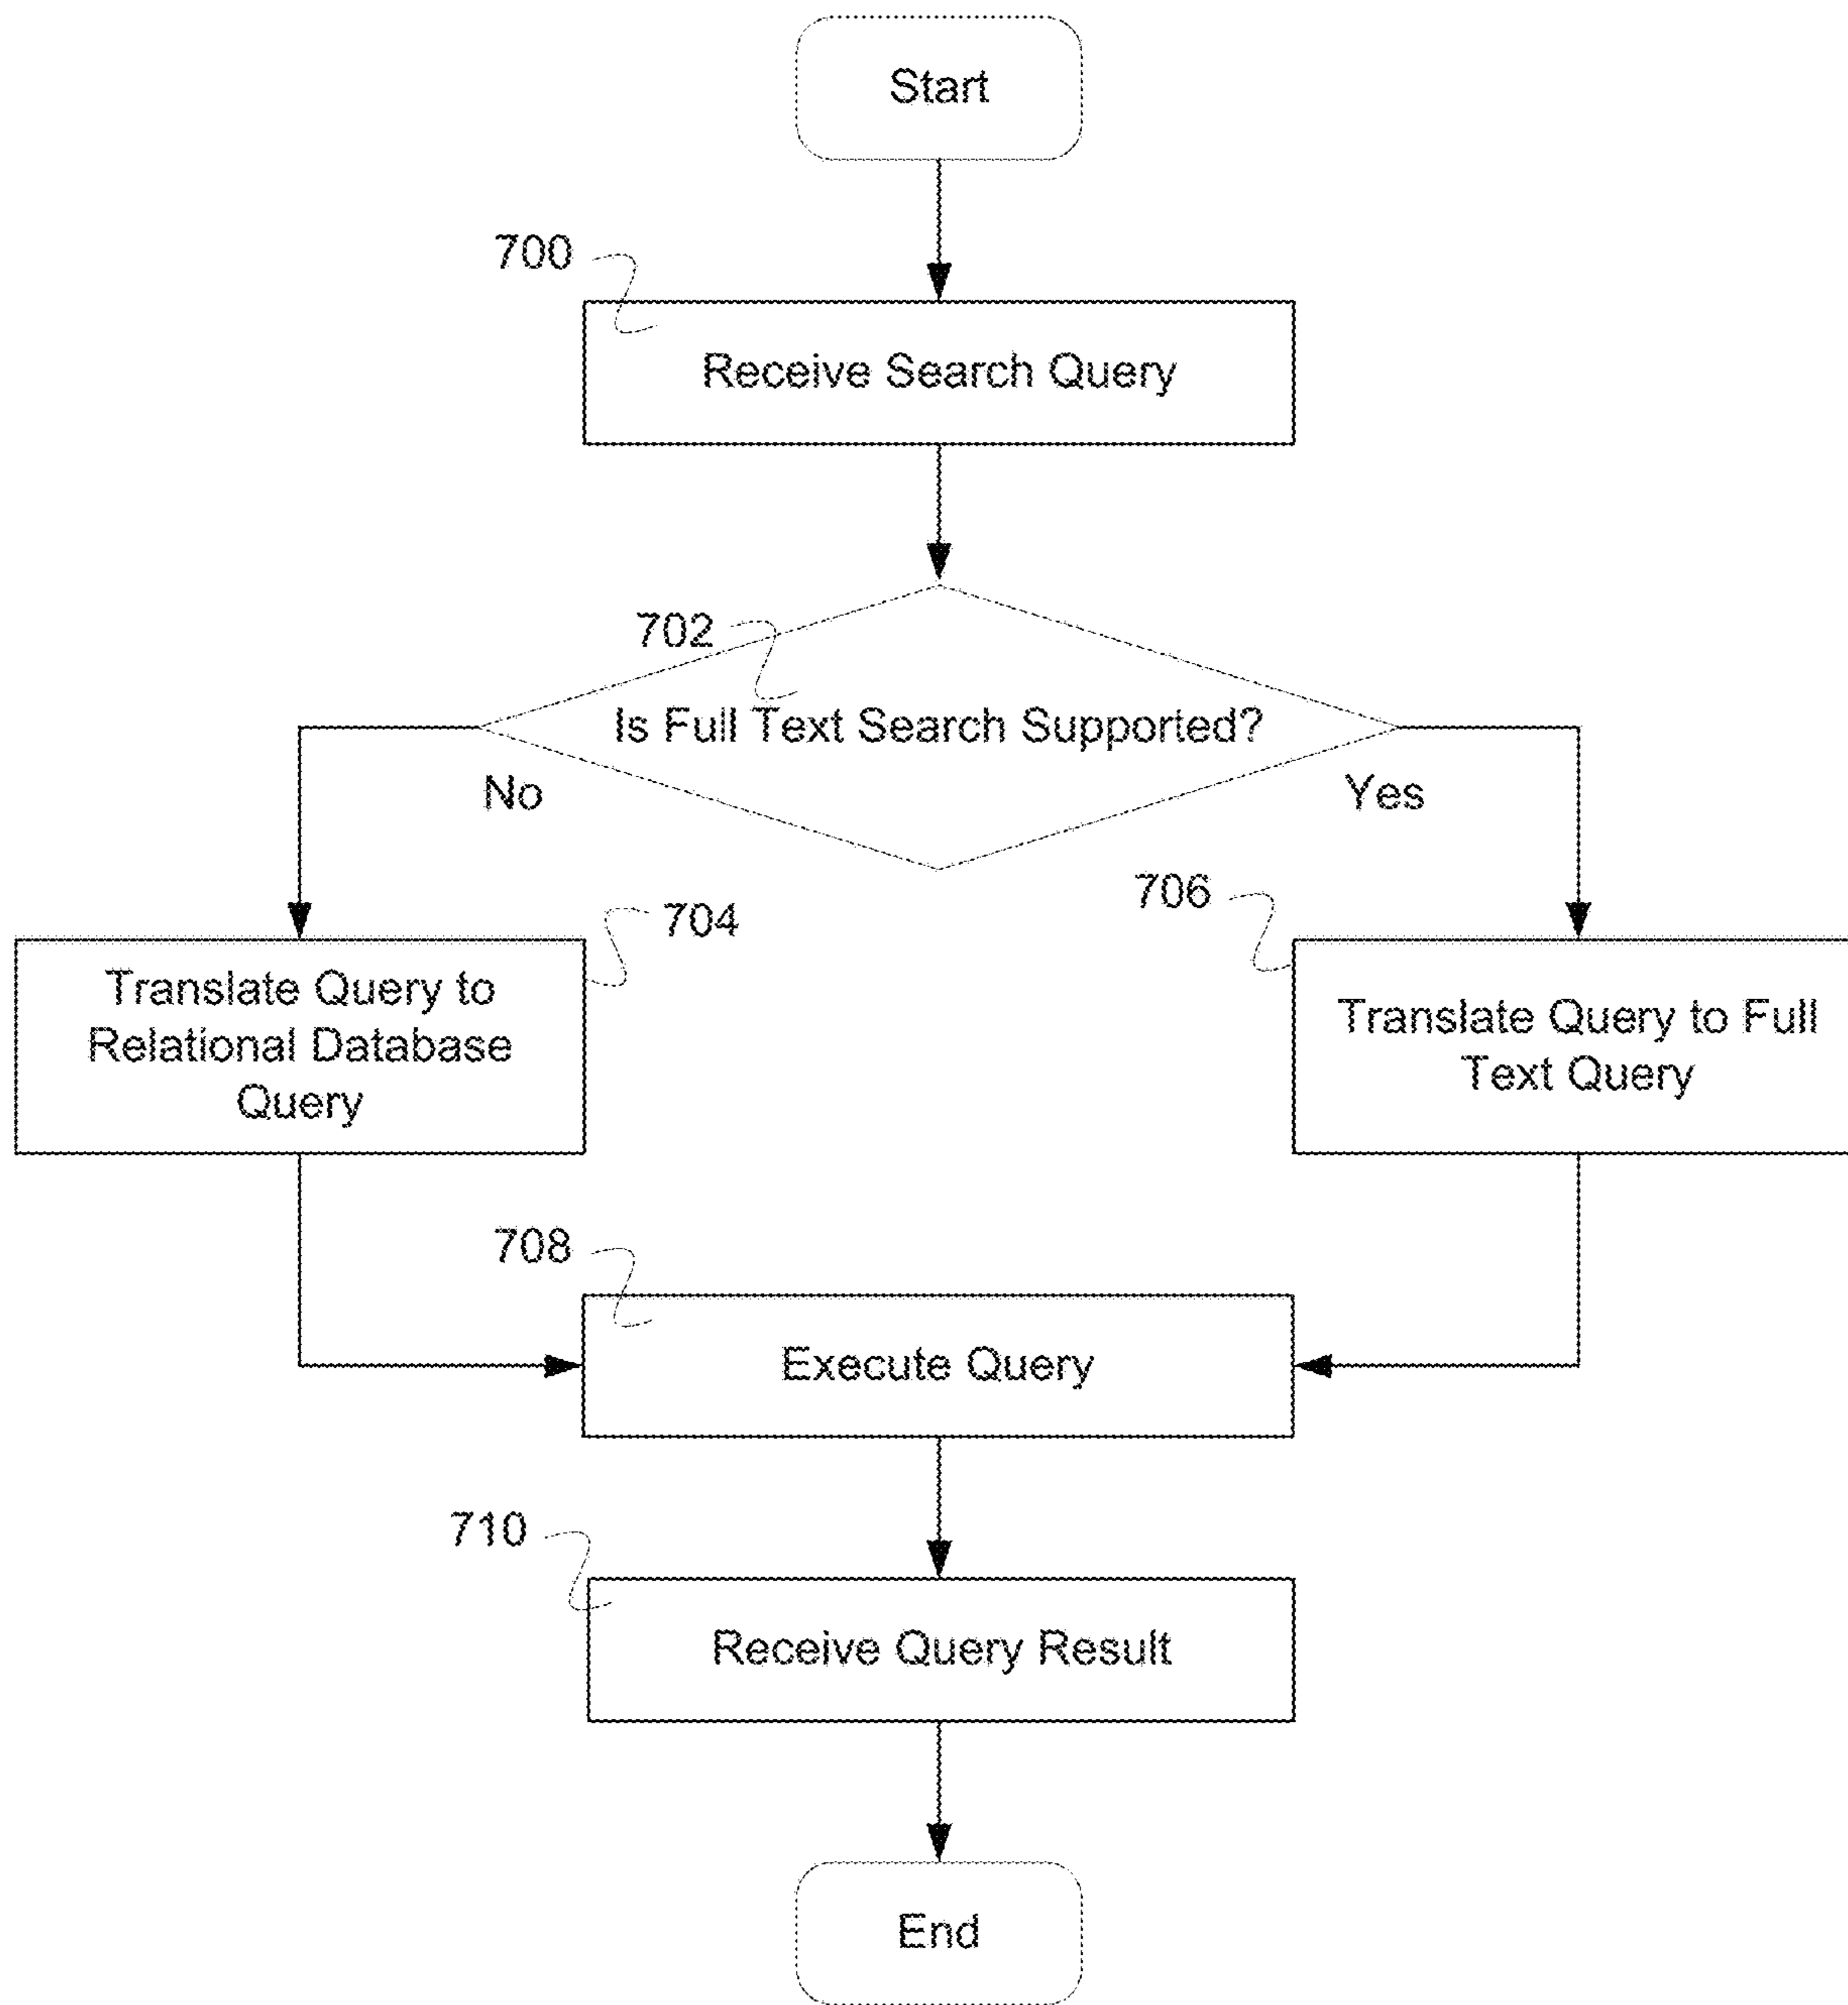 Start
700
Receive Search Query
702
Is Full Text Search Supported?
No
Yes
704
706
Translate Query to
Relational Database
Query
Translate Query to Full
Text Query
708
Execute Query
710
Receive Query Result
End